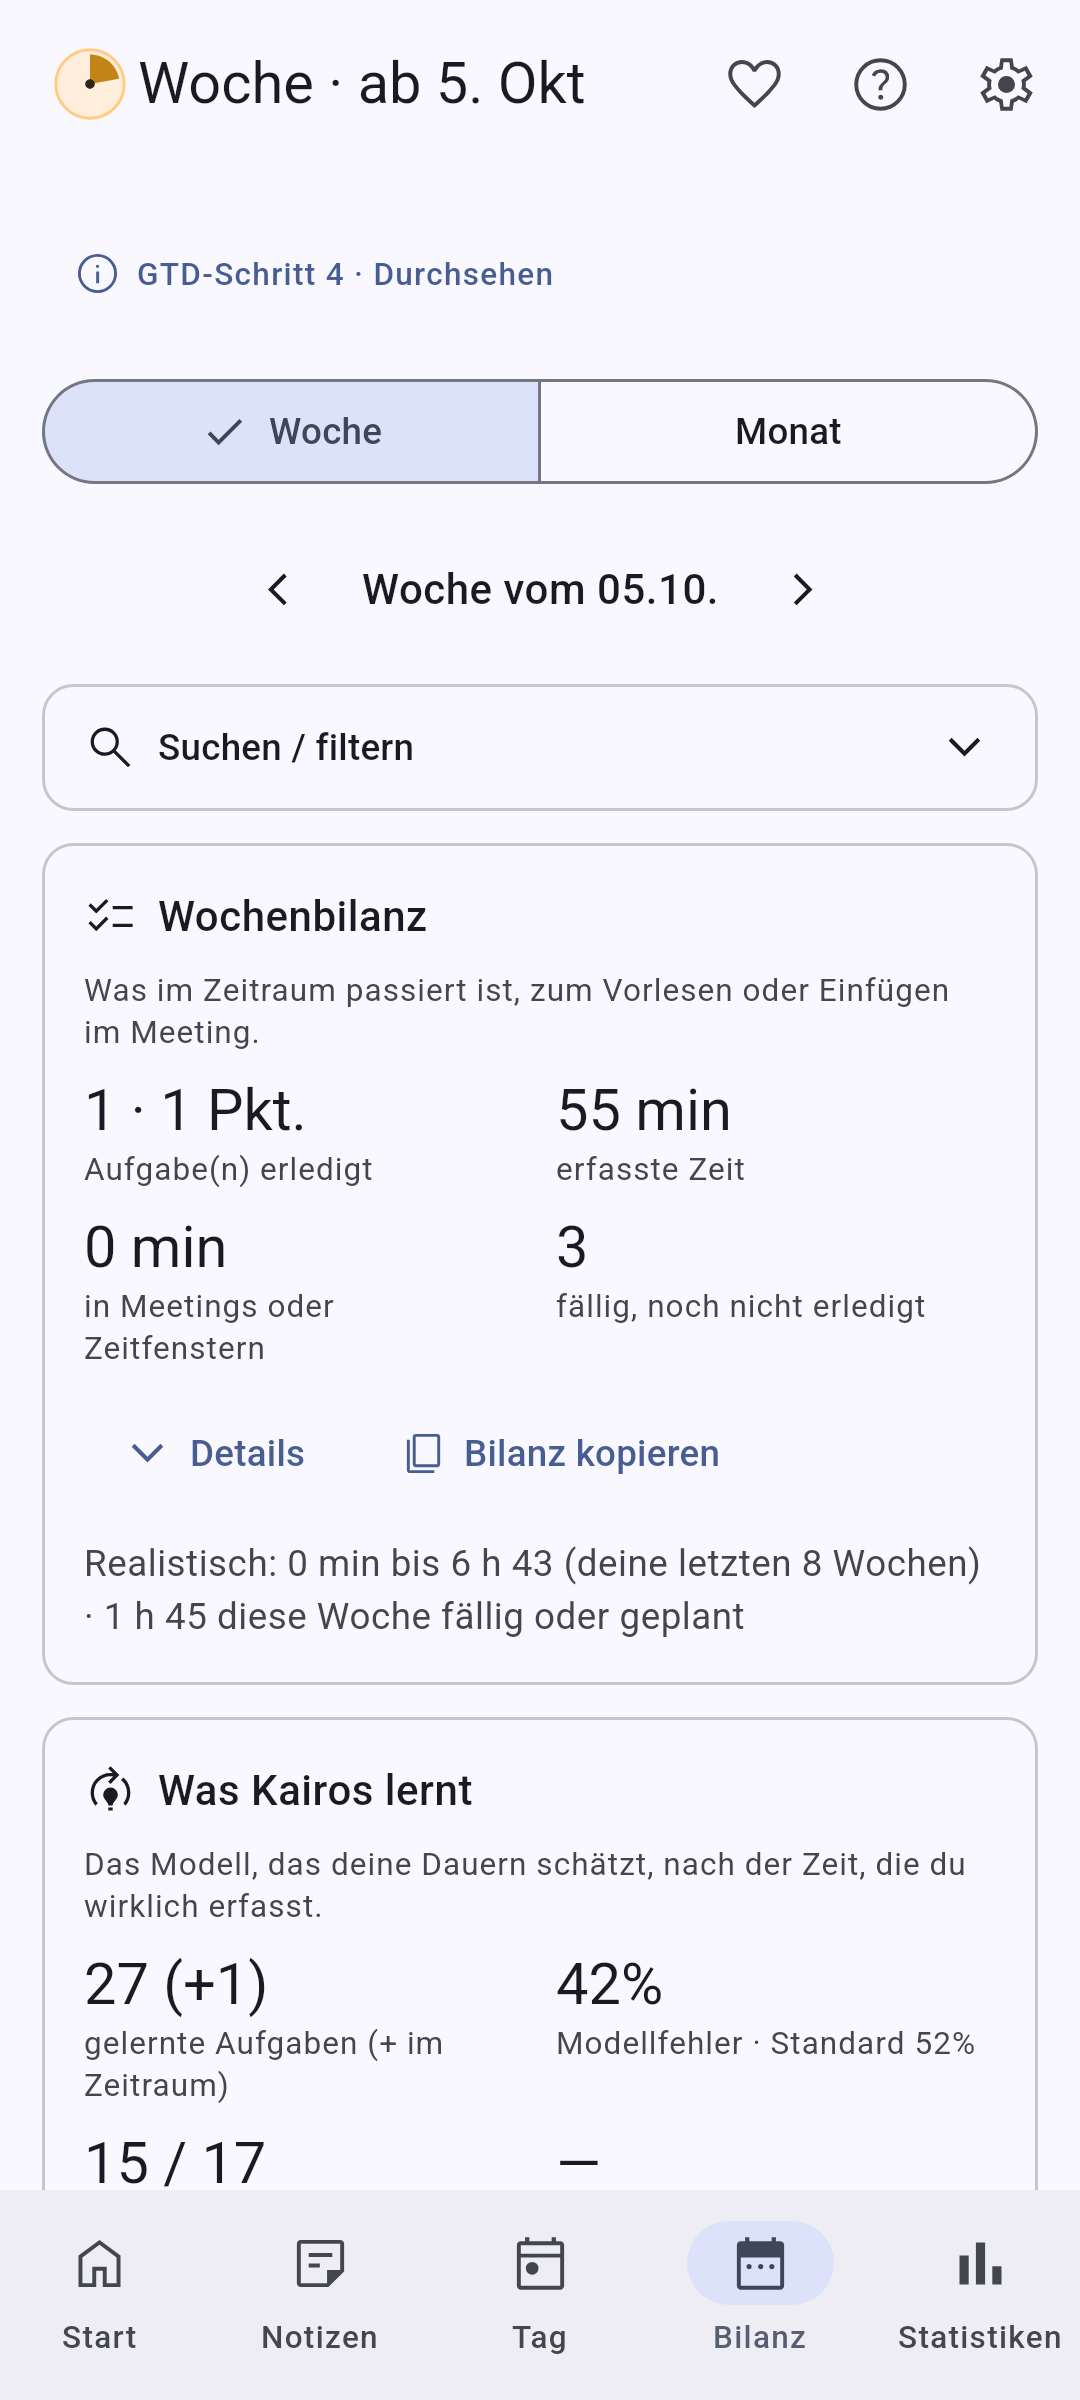 Woche · ab 5. Okt
GTD-Schritt 4 · Durchsehen
Woche
Monat
Woche vom 05.10.
Suchen / filtern
Wochenbilanz
Was im Zeitraum passiert ist, zum Vorlesen oder Einfügen
im Meeting.
1 · 1 Pkt.
55 min
Aufgabe(n) erledigt
erfasste Zeit
0 min
3
in Meetings oder
Zeitfenstern
fällig, noch nicht erledigt
Details
Bilanz kopieren
Realistisch: 0 min bis 6 h 43 (deine letzten 8 Wochen)
· 1 h 45 diese Woche fällig oder geplant
Was Kairos lernt
Das Modell, das deine Dauern schätzt, nach der Zeit, die du
wirklich erfasst.
27 (+1)
42%
gelernte Aufgaben (+ im
Zeitraum)
Modellfehler · Standard 52%
15 / 17
—
Start
Notizen
Tag
Bilanz
Statistiken